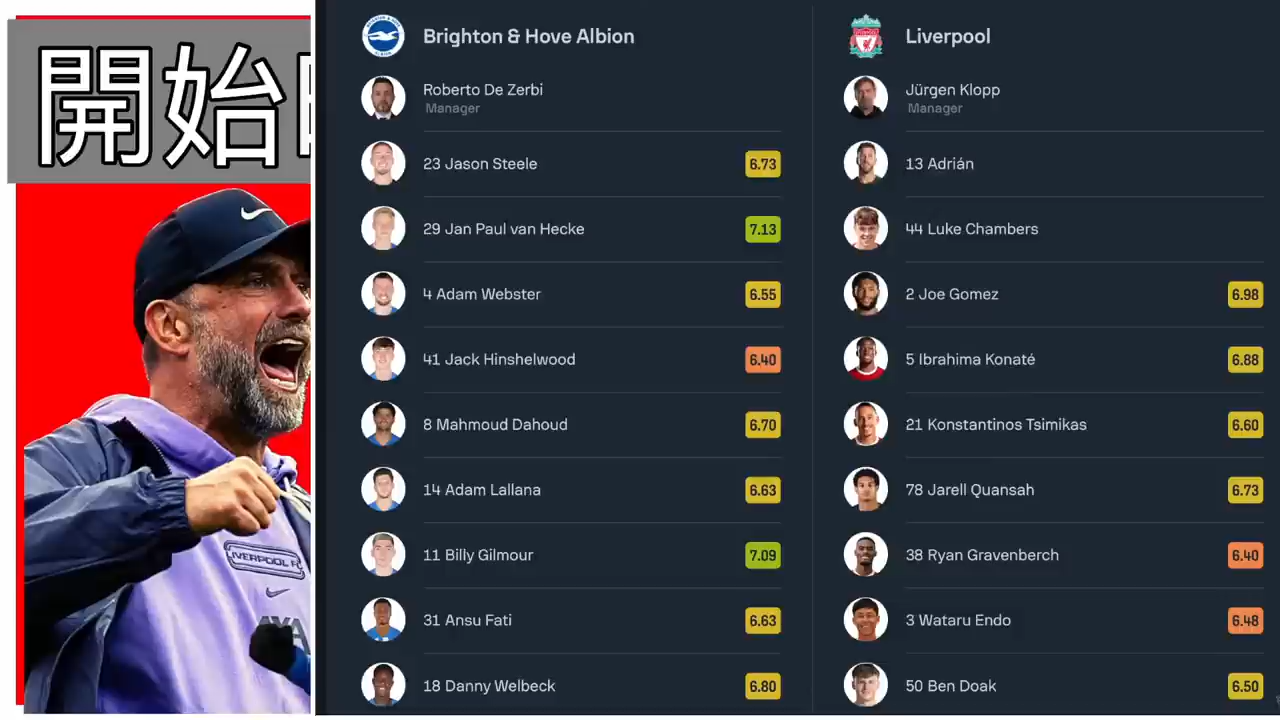 開始
Brighton & Hove Albion
Roberto De Zerbi
Manager
23 Jason Steele 6.73
29 Jan Paul van Hecke 7.13
4 Adam Webster 6.55
41 Jack Hinshelwood 6.40
8 Mahmoud Dahoud 6.70
14 Adam Lallana 6.63
11 Billy Gilmour 7.09
31 Ansu Fati 6.63
18 Danny Welbeck 6.80
Liverpool
Jürgen Klopp
Manager
13 Adrián
44 Luke Chambers
2 Joe Gomez 6.98
5 Ibrahima Konaté 6.88
21 Konstantinos Tsimikas 6.60
78 Jarell Quansah 6.73
38 Ryan Gravenberch 6.40
3 Wataru Endo 6.48
50 Ben Doak 6.50
LIVERPOOL FC